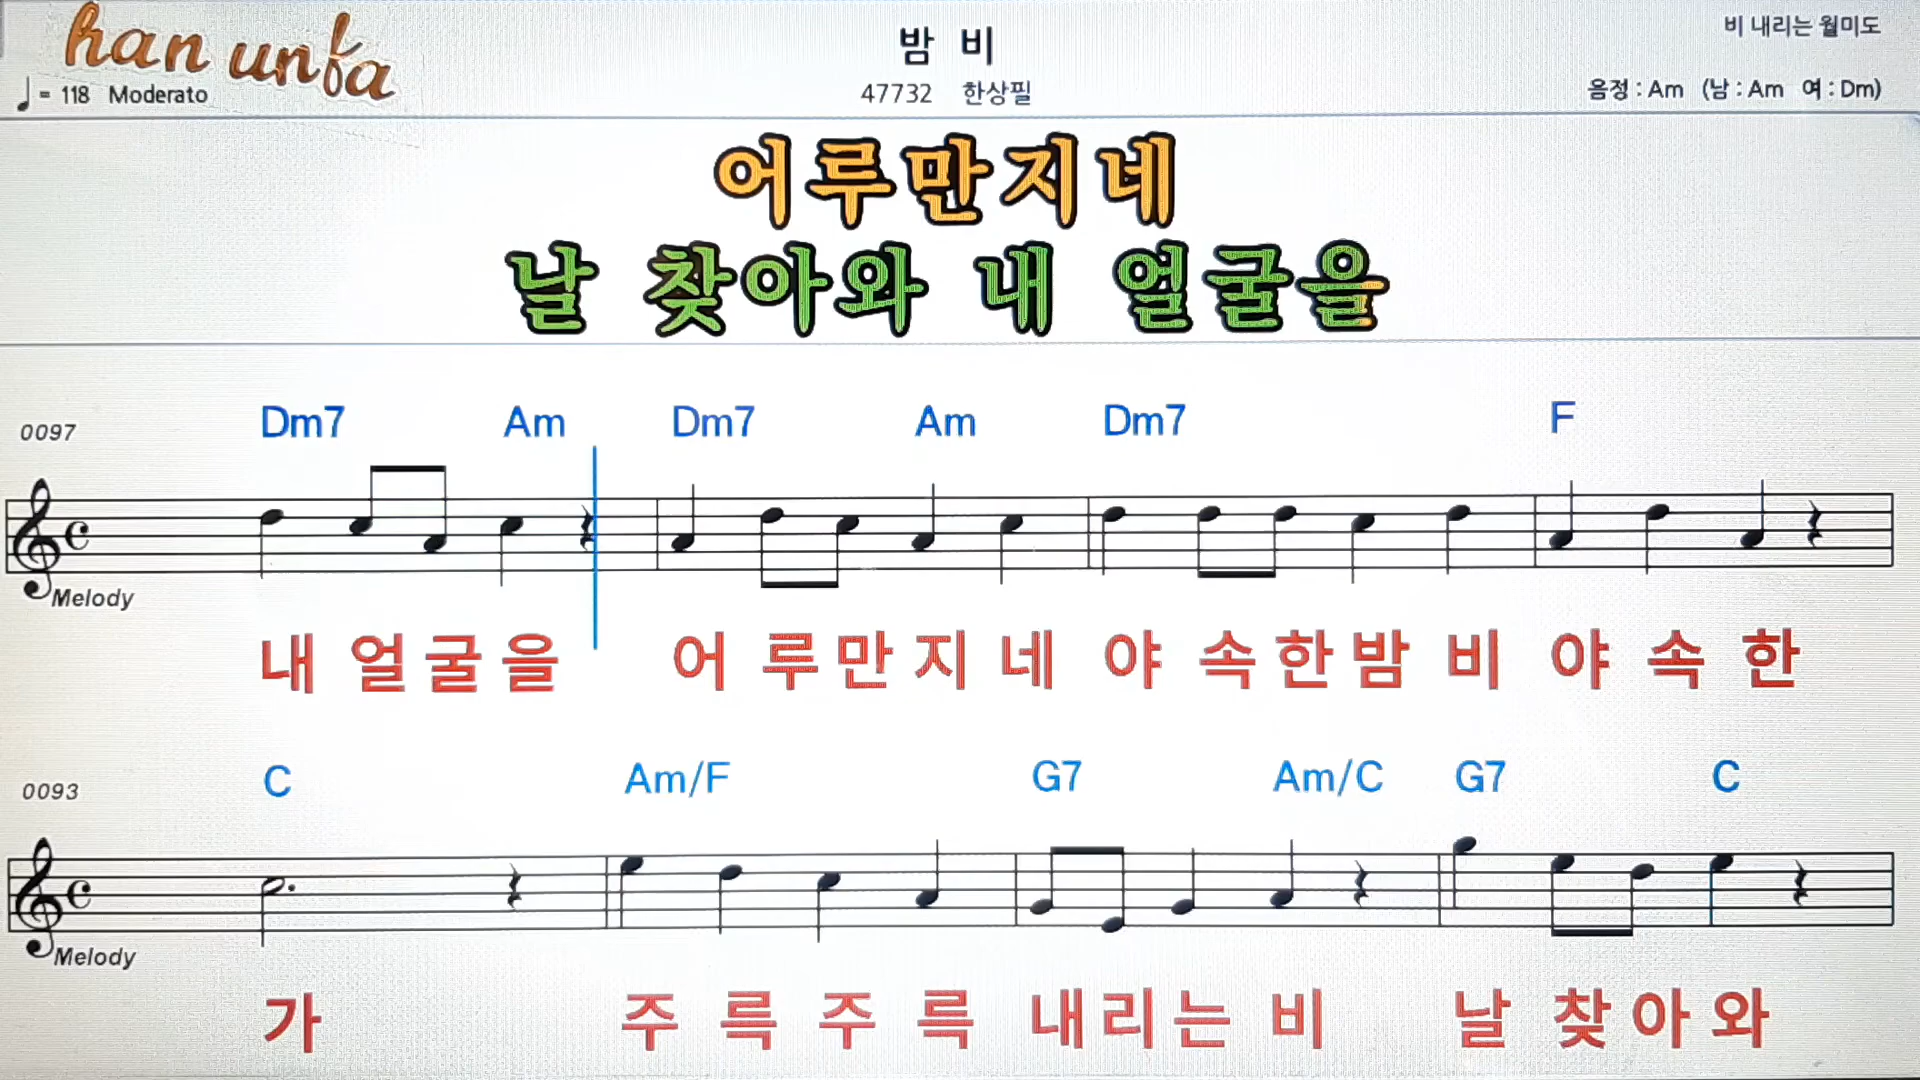 han unfa
밤 비
비 내리는 월미도
♩= 118 Moderato
47732 한상필
음정 : Am (남 : Am 여 : Dm)
어루만지네
날 찾아와 내 얼굴을
0097
Dm7 Am Dm7 Am Dm7 F
Melody
내 얼굴을 어 루만 지 네 야 속한밤 비 야 속 한
0093
C Am/F G7 Am/C G7 C
Melody
가 주 륵 주 륵 내리는 비 날 찾아와